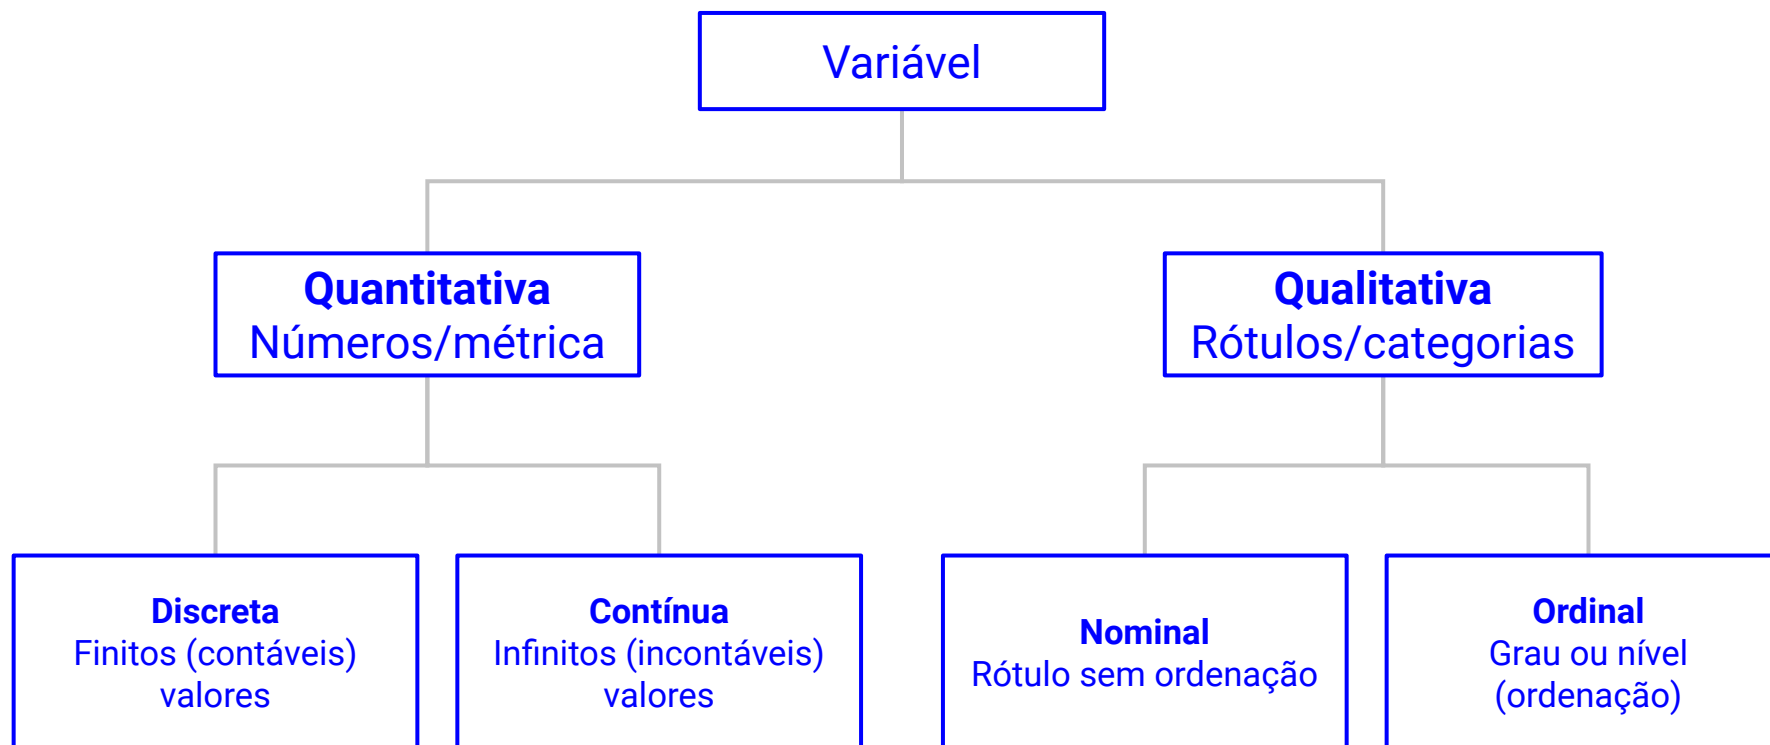 Variável
Quantitativa
Números/métrica
Qualitativa
Rótulos/categorias
Discreta
Finitos (contáveis)
valores
Contínua
Infinitos (incontáveis)
valores
Nominal
Rótulo sem ordenação
Ordinal
Grau ou nível
(ordenação)